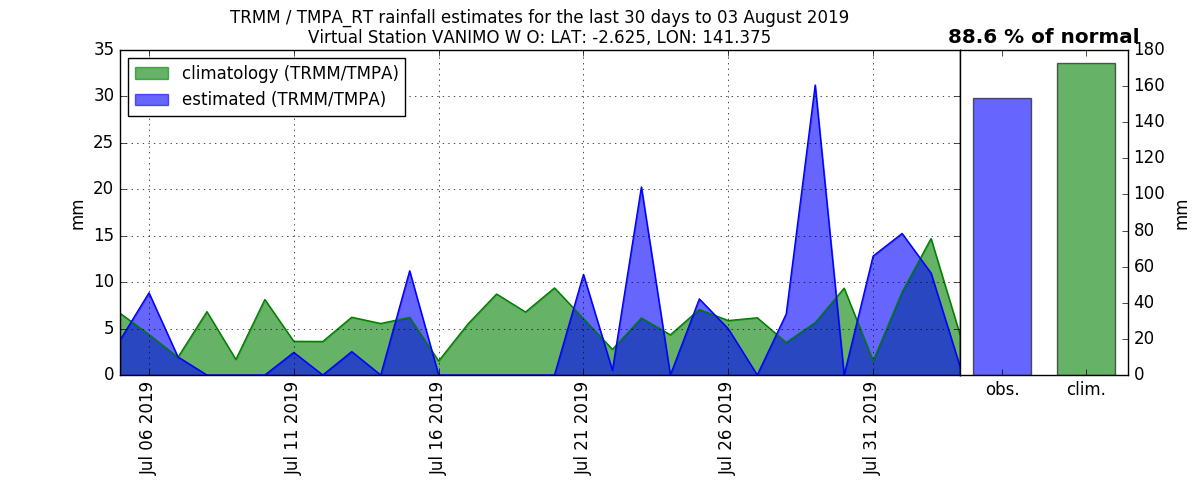 TRMM / TMPA_RT rainfall estimates for the last 30 days to 03 August 2019
Virtual Station VANIMO W O: LAT: -2.625, LON: 141.375
88.6 % of normal
climatology (TRMM/TMPA)
estimated (TRMM/TMPA)
35
30
25
20
15
10
5
0
mm
Jul 06 2019
Jul 11 2019
Jul 16 2019
Jul 21 2019
Jul 26 2019
Jul 31 2019
180
160
140
120
100
80
60
40
20
0
mm
obs.
clim.